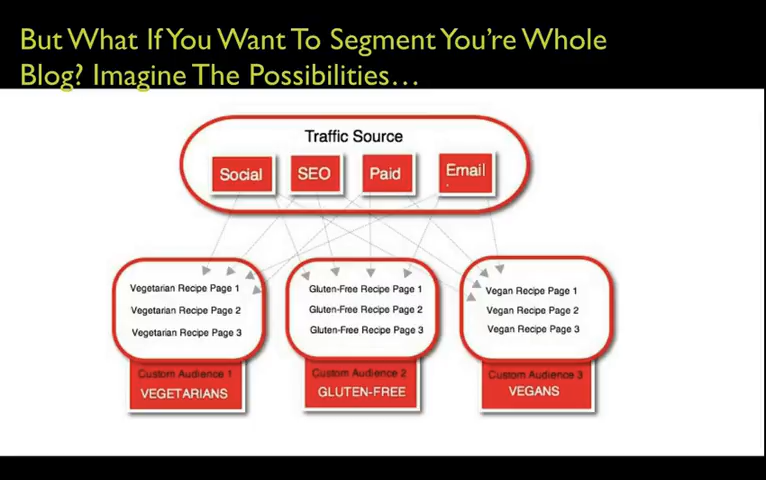 But What If You Want To Segment You're Whole
Blog? Imagine The Possibilities…
Traffic Source
Social SEO Paid Email
Vegetarian Recipe Page 1
Vegetarian Recipe Page 2
Vegetarian Recipe Page 3
Custom Audience 1
VEGETARIANS
Gluten-Free Recipe Page 1
Gluten-Free Recipe Page 2
Gluten-Free Recipe Page 3
Custom Audience 2
GLUTEN-FREE
Vegan Recipe Page 1
Vegan Recipe Page 2
Vegan Recipe Page 3
Custom Audience 3
VEGANS